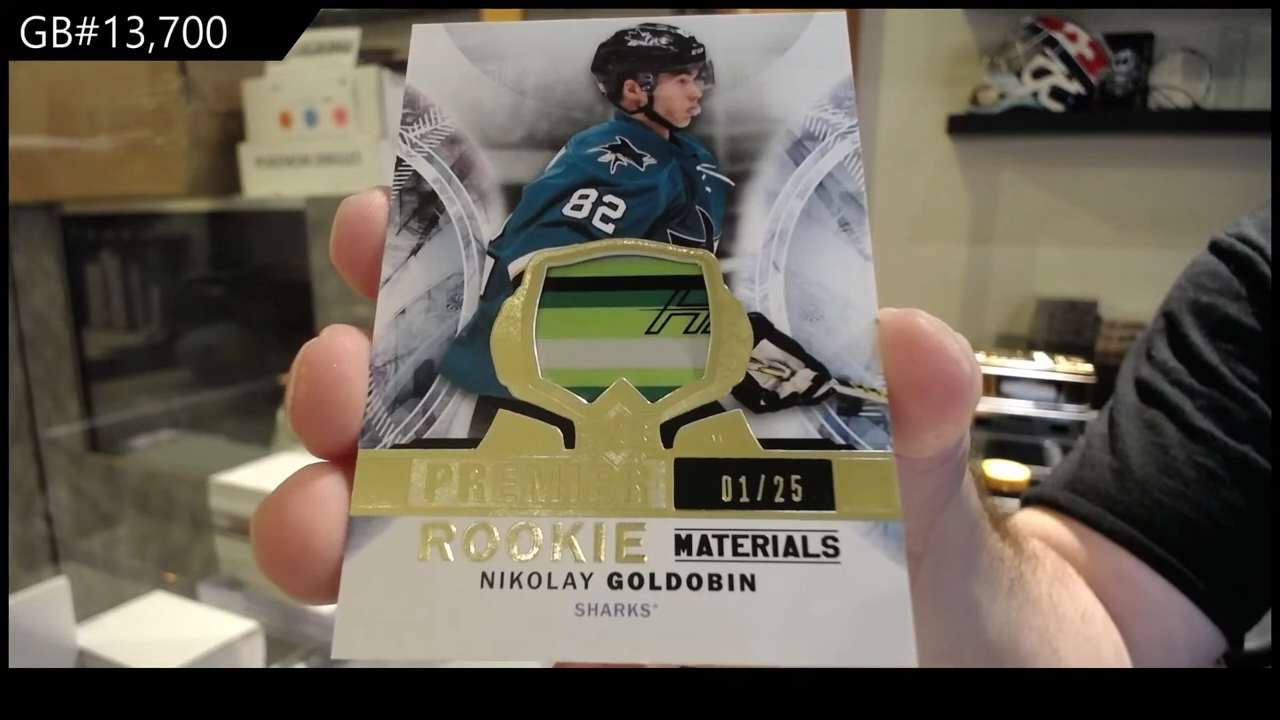 GB#13,700
82
PREMIER
01/25
ROOKIE
MATERIALS
NIKOLAY GOLDOBIN
SHARKS